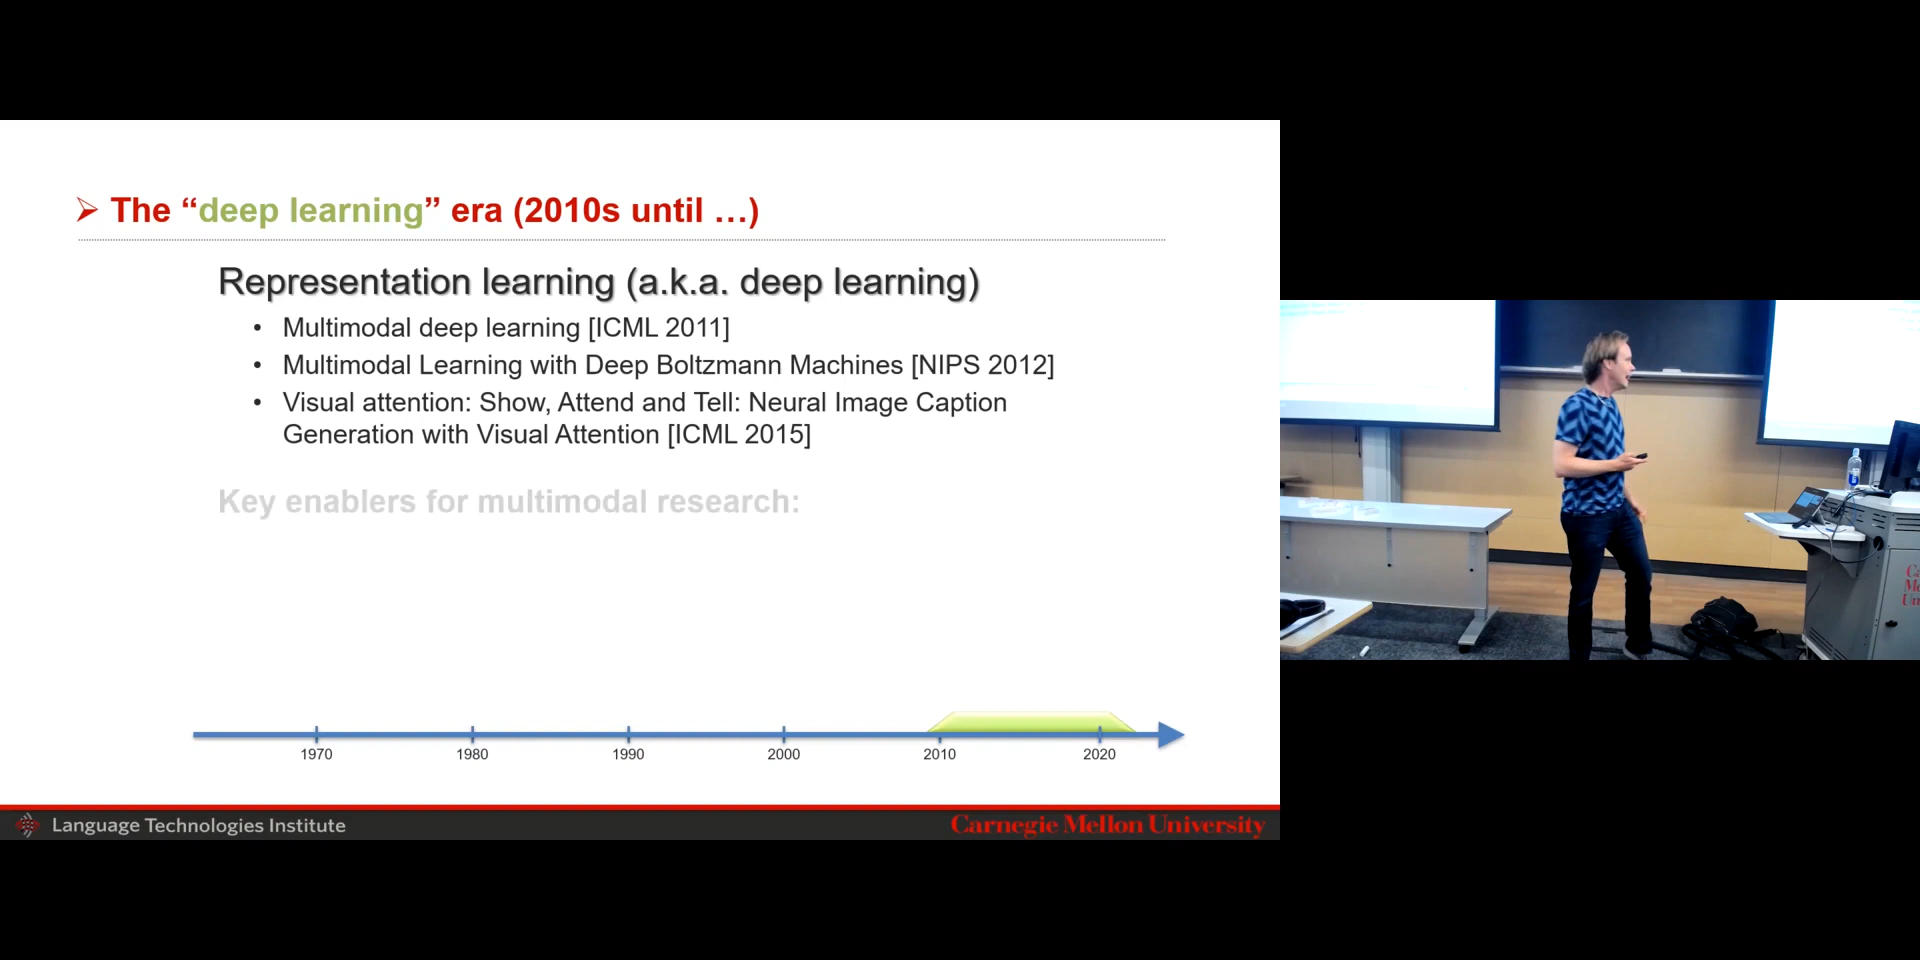 The “deep learning” era (2010s until …)
Representation learning (a.k.a. deep learning)
• Multimodal deep learning [ICML 2011]
• Multimodal Learning with Deep Boltzmann Machines [NIPS 2012]
• Visual attention: Show, Attend and Tell: Neural Image Caption
Generation with Visual Attention [ICML 2015]
Key enablers for multimodal research:
1970 1980 1990 2000 2010 2020
Language Technologies Institute
Carnegie Mellon University